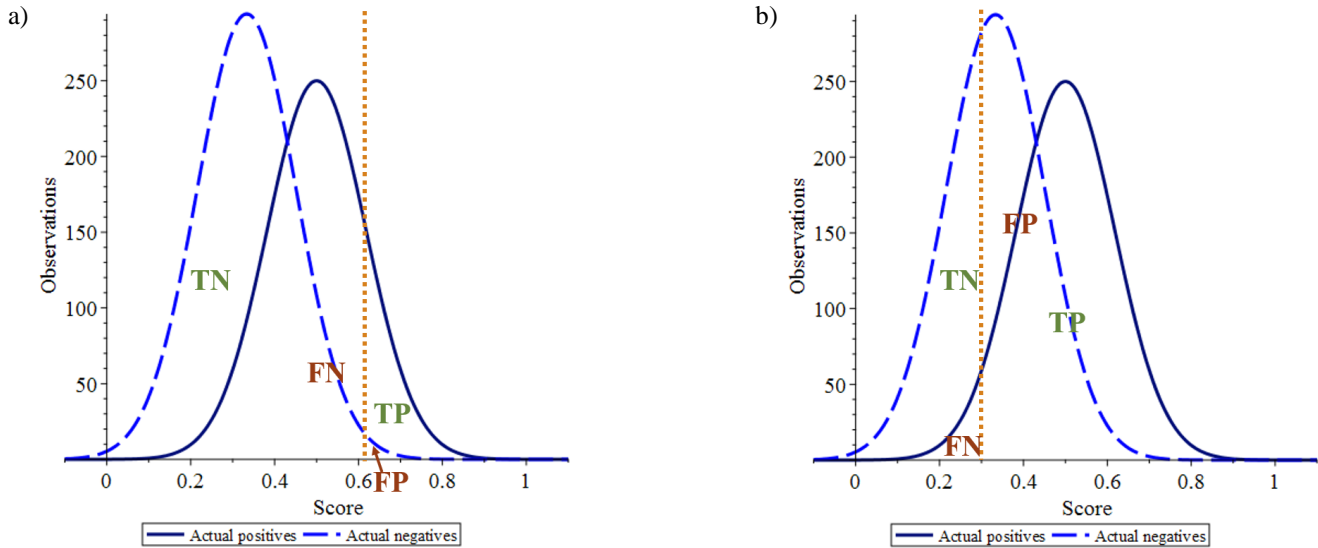 a)
250
200
150
100
50
Observations
TN
FN
TP
FP
0 0.2 0.4 0.6 0.8 1
Score
Actual positives Actual negatives
b)
250
200
150
100
50
Observations
FP
TN
TP
FN
0 0.2 0.4 0.6 0.8 1
Score
Actual positives Actual negatives